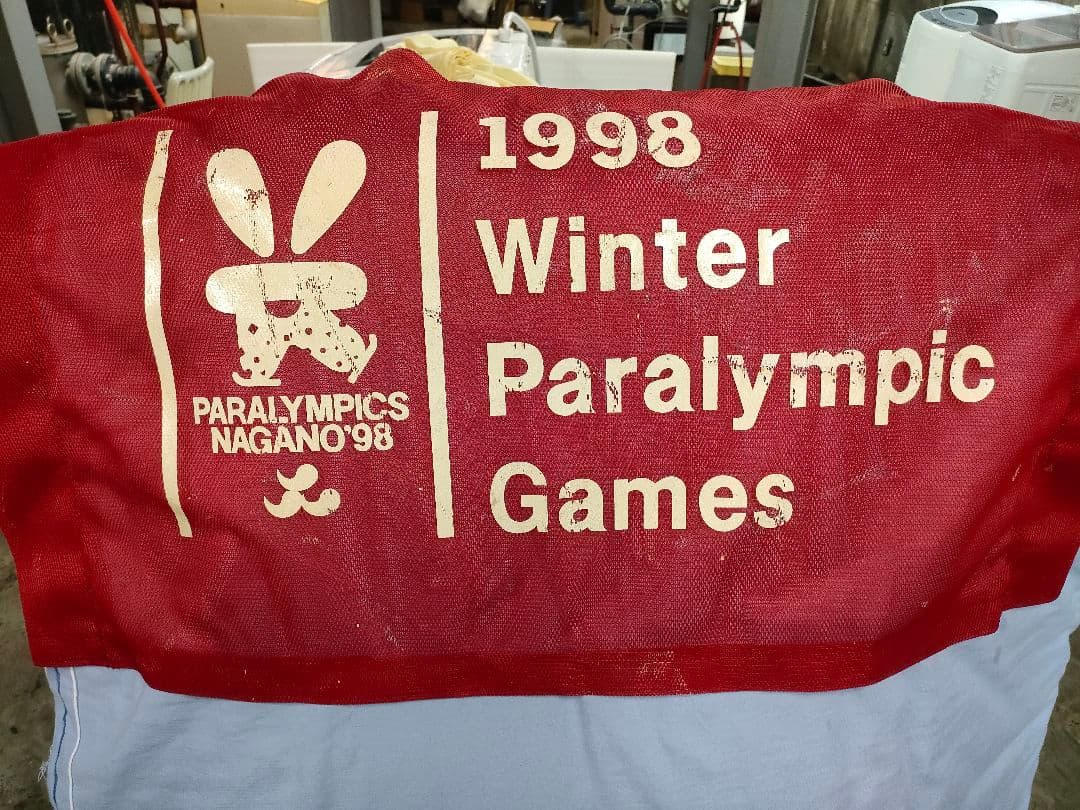 PARALYMPICS
NAGANO'98
1998
Winter
Paralympic
Games